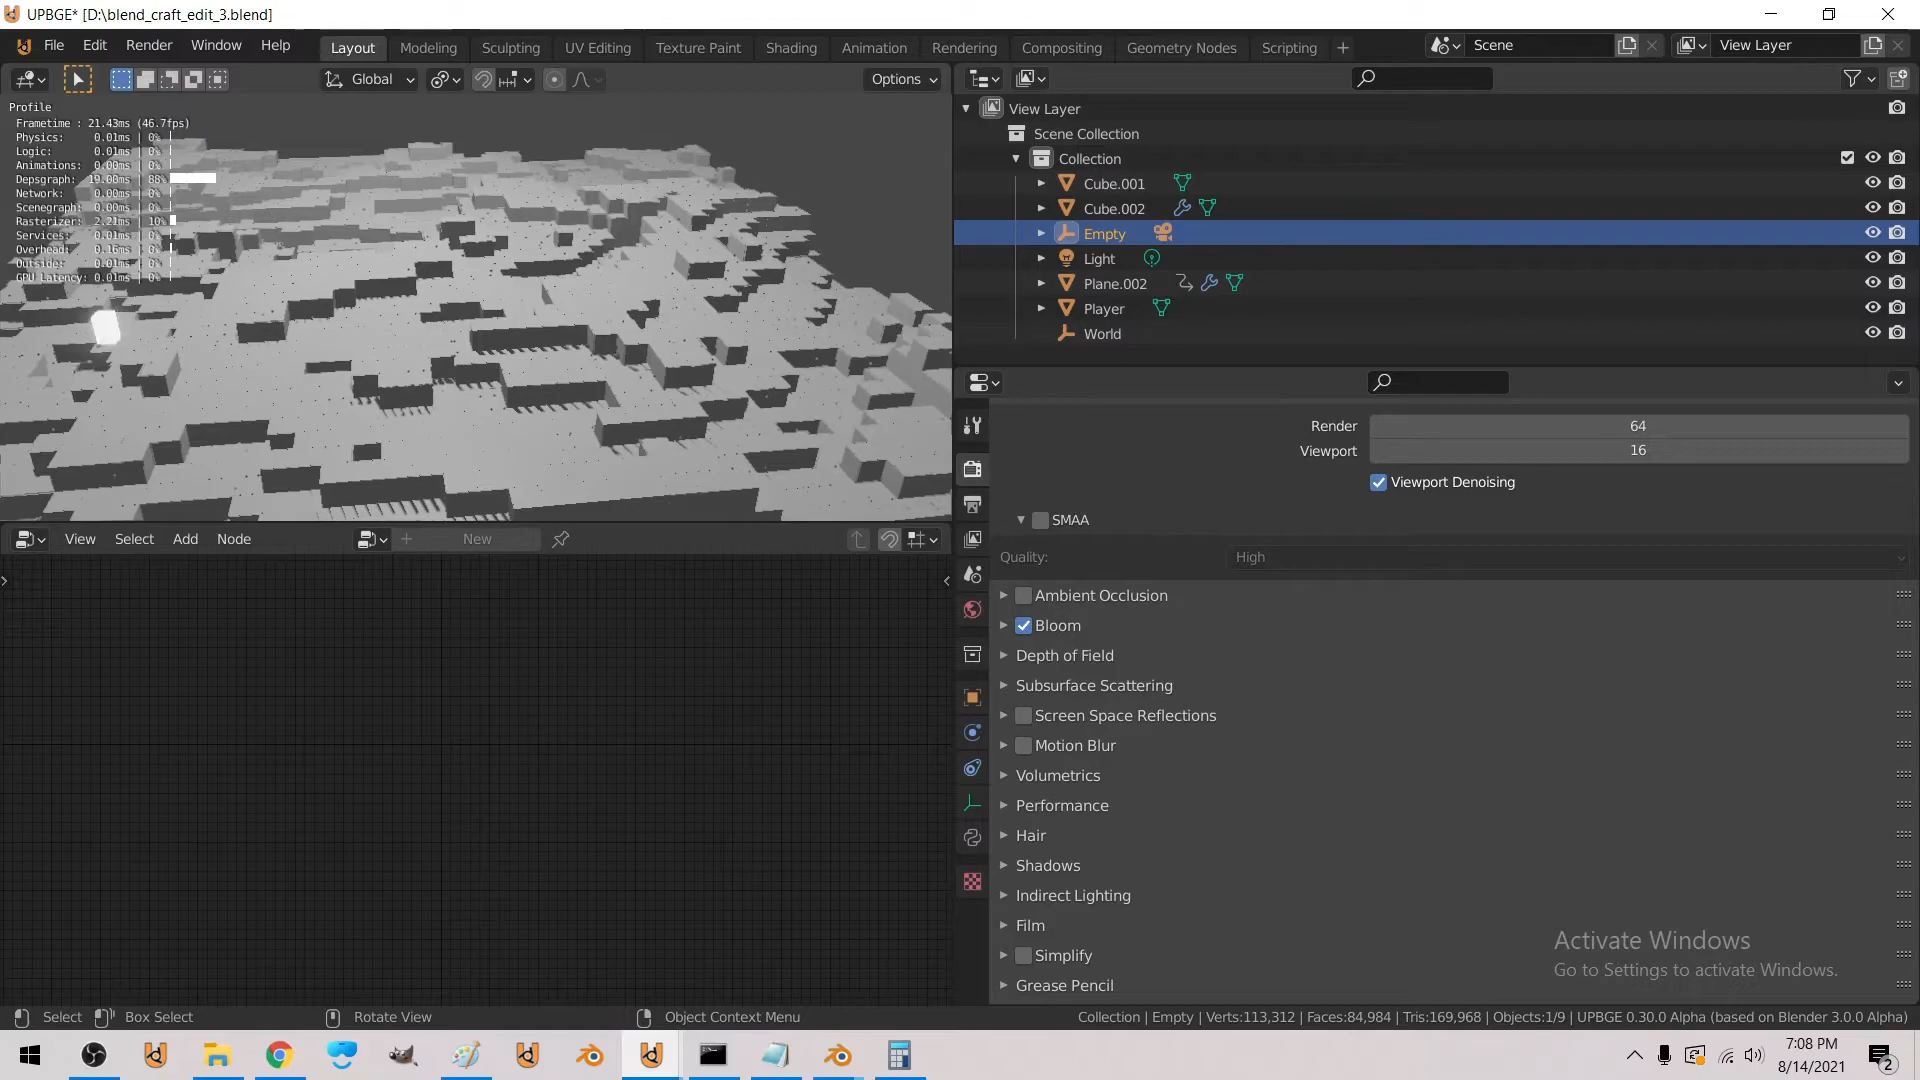 UPBGE* [D:\blend_craft_edit_3.blend]
File Edit Render Window Help Layout Modeling Sculpting UV Editing Texture Paint Shading Animation Rendering Compositing Geometry Nodes Scripting + Scene View Layer
Global Options
Profile
Frametime : 21.43ms (46.7fps)
Physics: 0.01ms | 0%
Logic: 0.01ms | 0%
Animations: 0.00ms | 0%
Depsgraph: 19.00ms | 88%
Network: 0.00ms | 0%
Scenegraph: 0.00ms | 0%
Rasterizer: 2.21ms | 10%
Services: 0.01ms | 0%
Overhead: 0.16ms | 0%
Outside: 0.01ms | 0%
GPU Latency: 0.01ms | 0%
View Select Add Node New
View Layer
Scene Collection
Collection
Cube.001
Cube.002
Empty
Light
Plane.002
Player
World
Render 64
Viewport 16
Viewport Denoising
SMAA
Quality: High
Ambient Occlusion
Bloom
Depth of Field
Subsurface Scattering
Screen Space Reflections
Motion Blur
Volumetrics
Performance
Hair
Shadows
Indirect Lighting
Film
Simplify
Grease Pencil
Activate Windows
Go to Settings to activate Windows.
Select Box Select Rotate View Object Context Menu Collection | Empty | Verts:113,312 | Faces:84,984 | Tris:169,968 | Objects:1/9 | UPBGE 0.30.0 Alpha (based on Blender 3.0.0 Alpha)
7:08 PM
8/14/2021
2